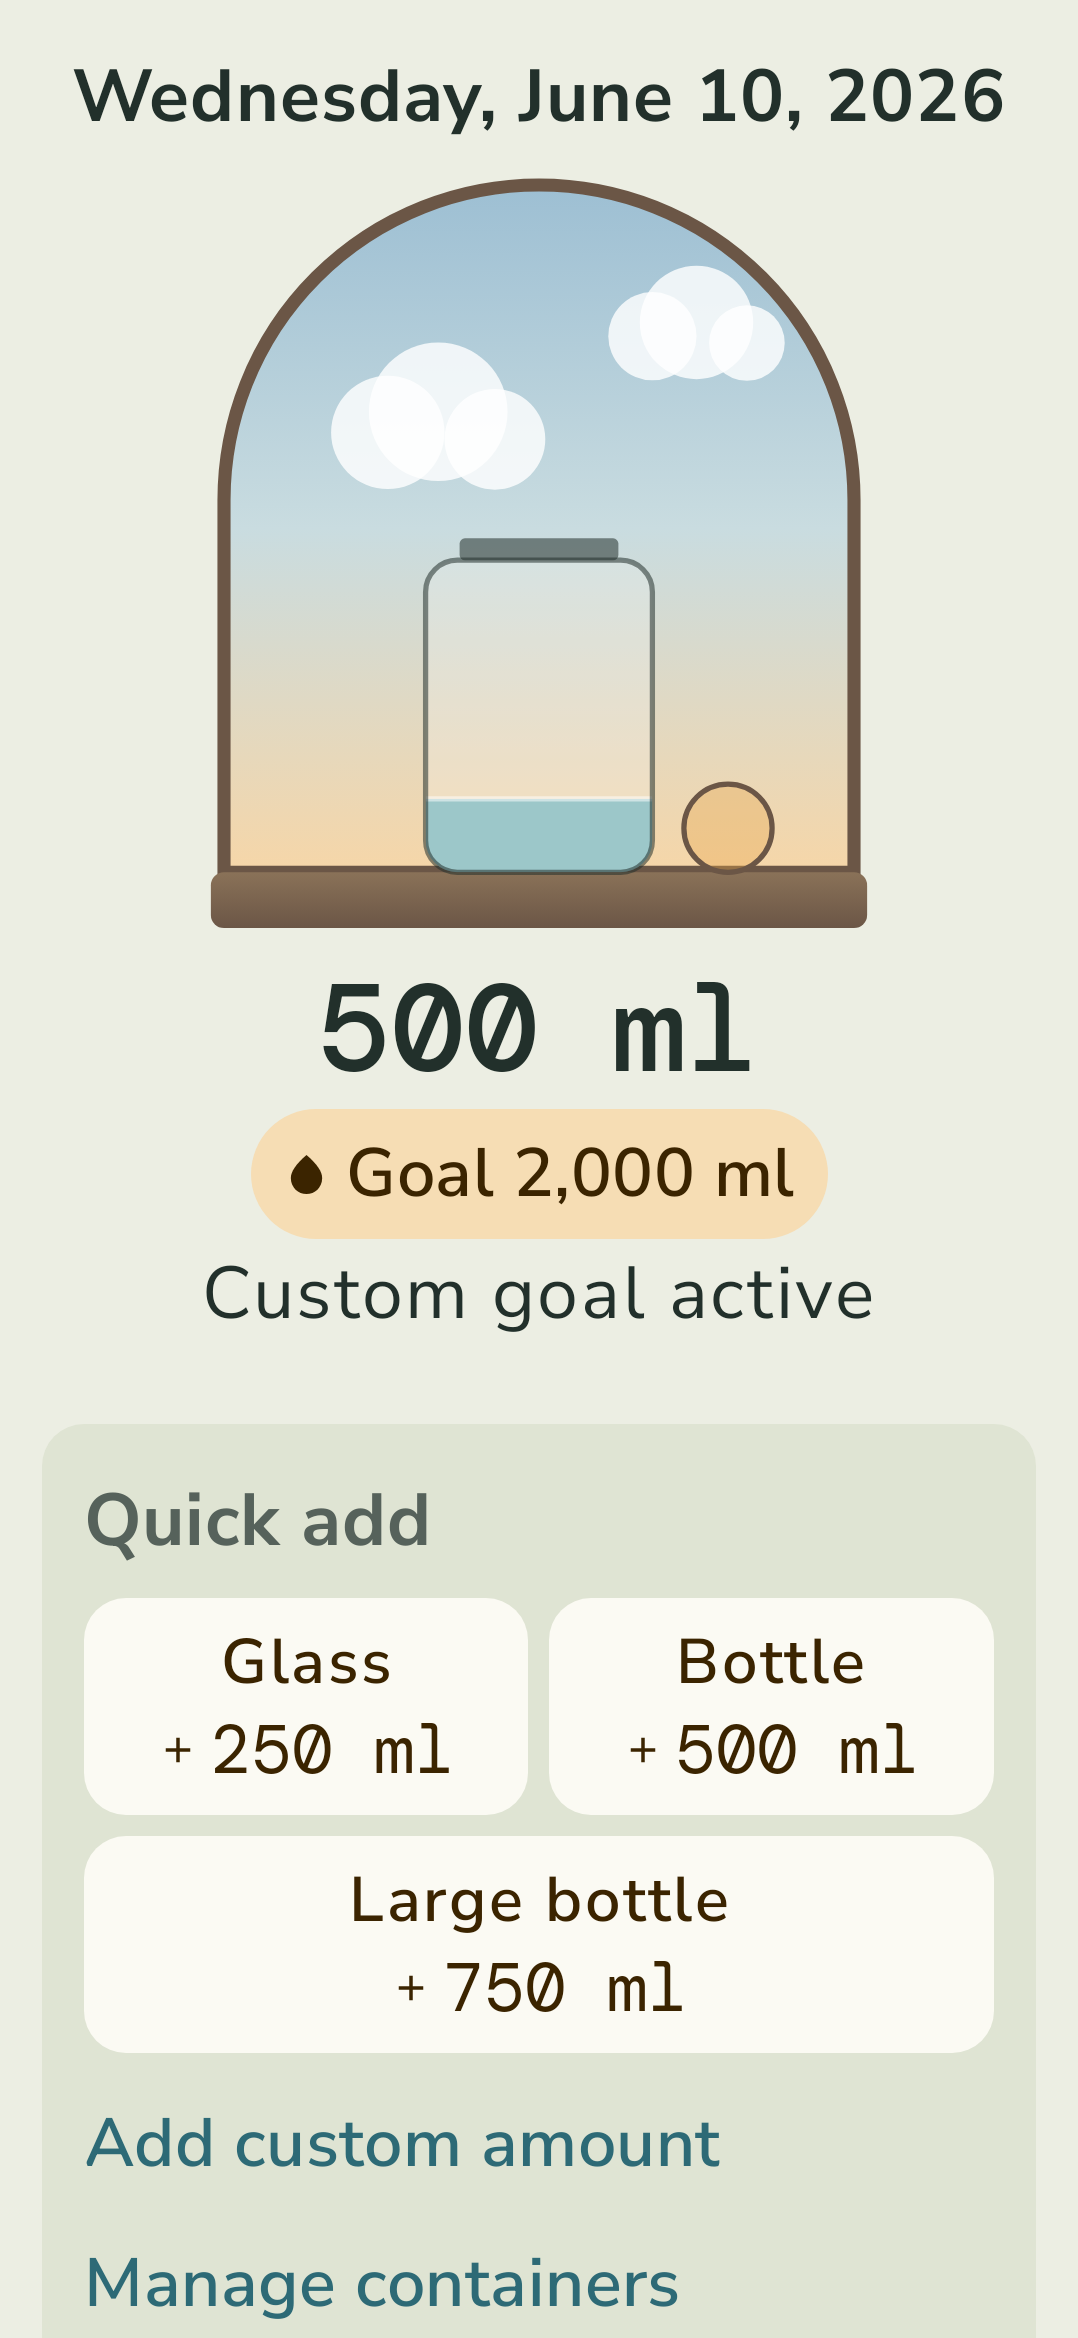 Wednesday, June 10, 2026
500 ml
Goal 2,000 ml
Custom goal active
Quick add
Glass
+ 250 ml
Bottle
+ 500 ml
Large bottle
+ 750 ml
Add custom amount
Manage containers